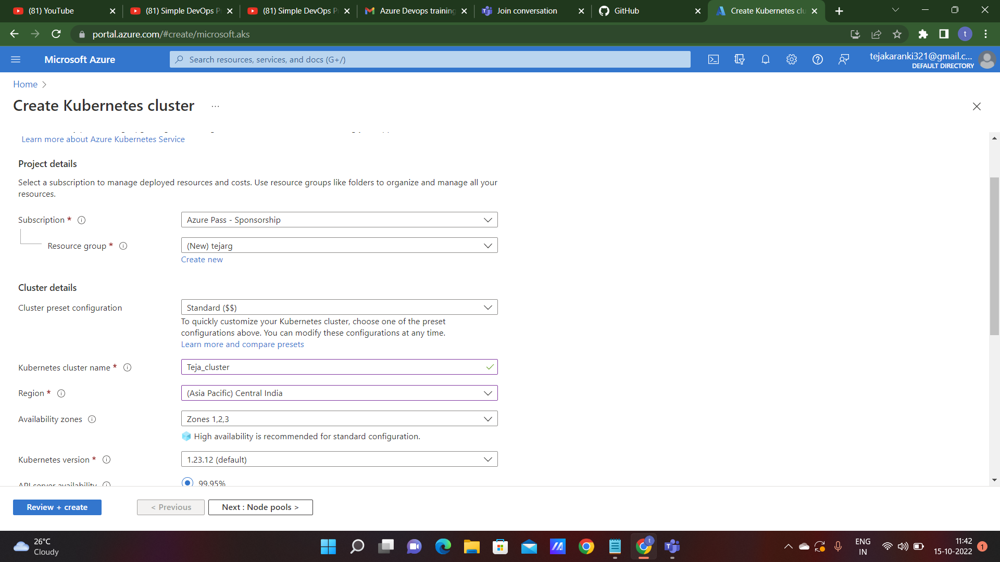 (81) YouTube
(81) Simple DevOps P
(81) Simple DevOps P
Azure Devops training
Join conversation
GitHub
Create Kubernetes clu
portal.azure.com/#create/microsoft.aks
t
Microsoft Azure
Search resources, services, and docs (G+/)
tejakaranki321@gmail.c...
DEFAULT DIRECTORY
Home >
Create Kubernetes cluster ...
Learn more about Azure Kubernetes Service
Project details
Select a subscription to manage deployed resources and costs. Use resource groups like folders to organize and manage all your
resources.
Subscription *
Azure Pass - Sponsorship
Resource group *
(New) tejarg
Create new
Cluster details
Cluster preset configuration
Standard ($$)
To quickly customize your Kubernetes cluster, choose one of the preset
configurations above. You can modify these configurations at any time.
Learn more and compare presets
Kubernetes cluster name *
Teja_cluster
Region *
(Asia Pacific) Central India
Availability zones
Zones 1,2,3
High availability is recommended for standard configuration.
Kubernetes version *
1.23.12 (default)
API server availability
99.95%
Review + create
< Previous
Next : Node pools >
26°C
Cloudy
ENG
IN
11:42
15-10-2022
1